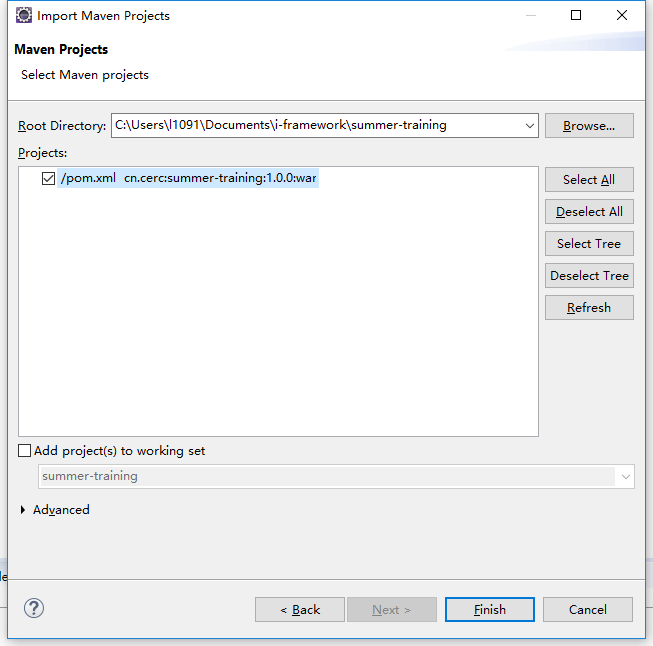 Import Maven Projects
Maven Projects
Select Maven projects
Root Directory: C:\Users\l1091\Documents\i-framework\summer-training Browse...
Projects:
/pom.xml cn.cerc:summer-training:1.0.0:war
Select All
Deselect All
Select Tree
Deselect Tree
Refresh
Add project(s) to working set
summer-training
Advanced
? < Back Next > Finish Cancel